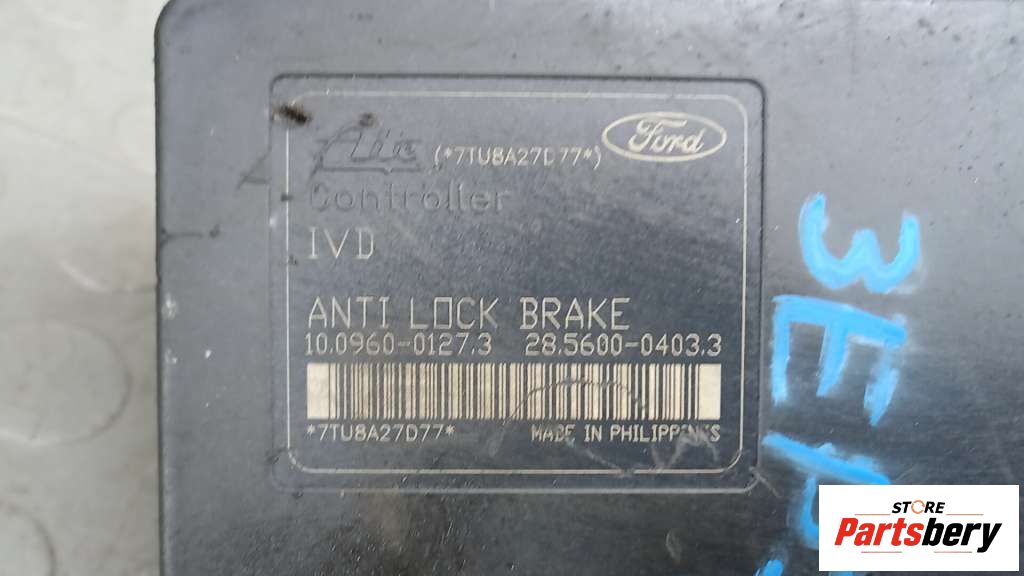 Ate (*7TU8A27D77*) Ford
Controller
IVD
ANTI LOCK BRAKE
10.0960-0127.3 28.5600-0403.3
*7TU8A27D77* MADE IN PHILIPPINES
STORE
Partsbery